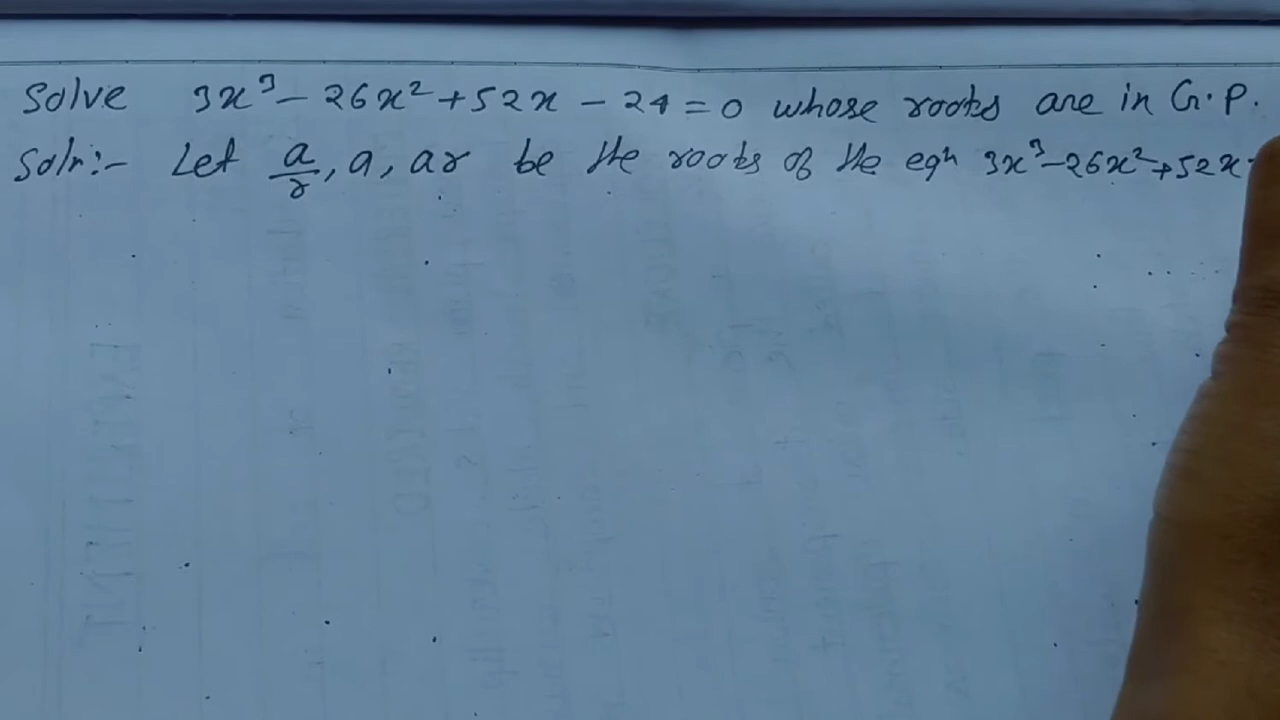 Solve 3x³ - 26x² + 52x - 24 = 0 whose roots are in G.P.
Soln:- Let a/r, a, ar be the roots of the eqn 3x³-26x²+52x-